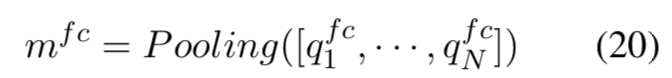 m^{fc} = Pooling([q_1^{fc}, ⋯, q_N^{fc}]) (20)